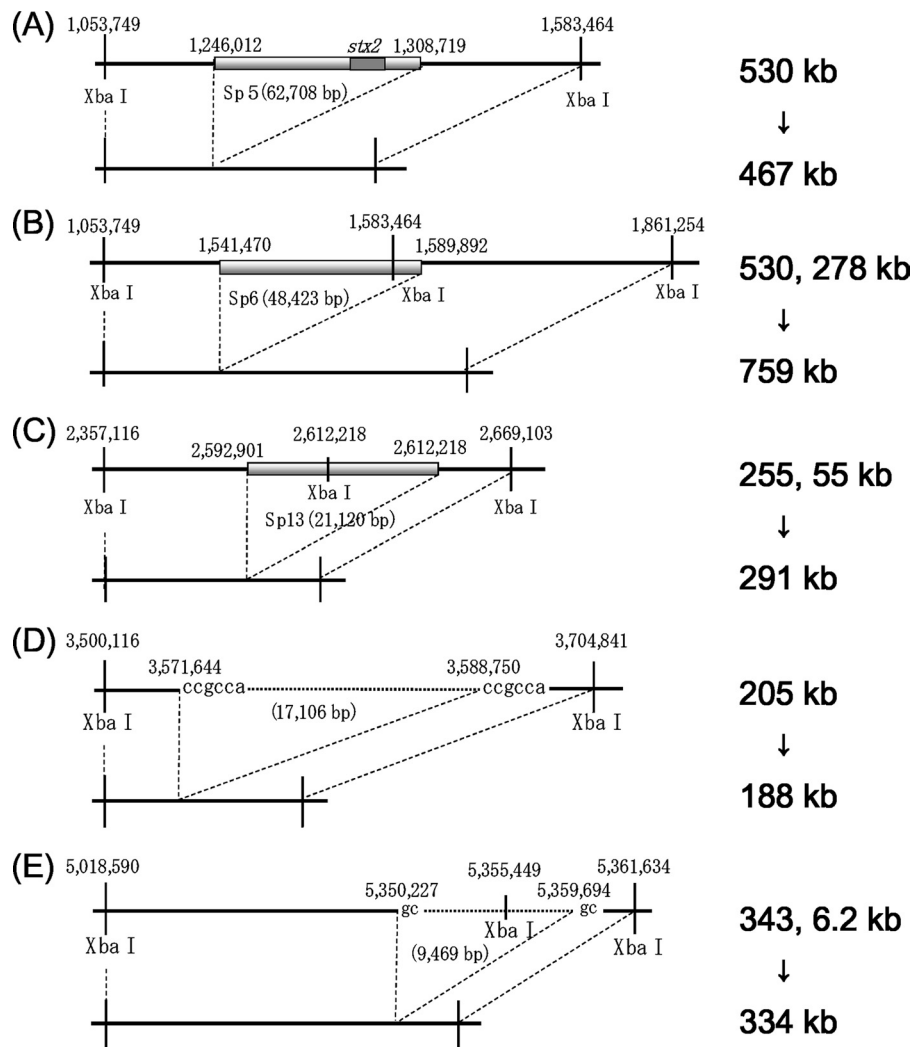 (A)
1,053,749
1,246,012
stx2
1,308,719
1,583,464
Xba I
Sp 5 (62,708 bp)
Xba I
530 kb
↓
467 kb
(B)
1,053,749
1,541,470
1,583,464
1,589,892
1,861,254
Xba I
Sp6 (48,423 bp)
Xba I
Xba I
530, 278 kb
↓
759 kb
(C)
2,357,116
2,592,901
2,612,218
2,612,218
2,669,103
Xba I
Xba I
Sp13 (21,120 bp)
Xba I
255, 55 kb
↓
291 kb
(D)
3,500,116
3,571,644
3,588,750
3,704,841
ccgcca
ccgcca
Xba I
(17,106 bp)
Xba I
205 kb
↓
188 kb
(E)
5,018,590
5,350,227
5,355,449
5,359,694
5,361,634
gc
gc
Xba I
Xba I
Xba I
(9,469 bp)
343, 6.2 kb
↓
334 kb